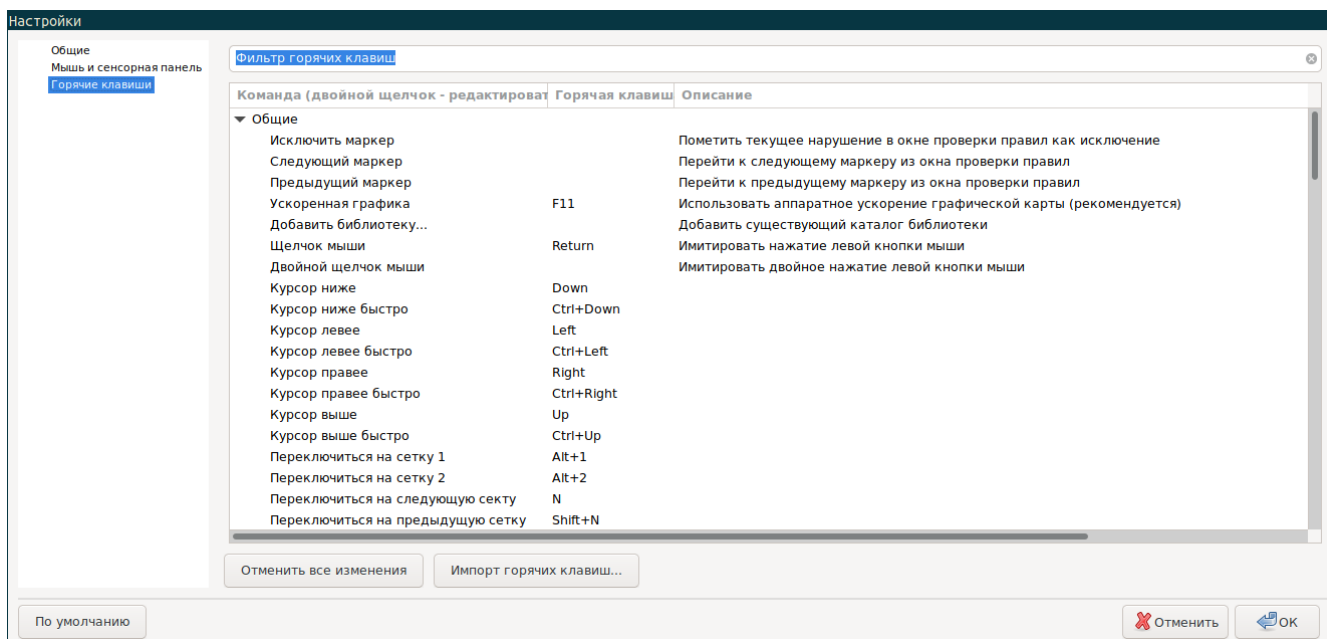 Настройки
Общие
Мышь и сенсорная панель
Горячие клавиши
Фильтр горячих клавиш
Команда (двойной щелчок - редактироват Горячая клавиш Описание
Общие
Исключить маркер Пометить текущее нарушение в окне проверки правил как исключение
Следующий маркер Перейти к следующему маркеру из окна проверки правил
Предыдущий маркер Перейти к предыдущему маркеру из окна проверки правил
Ускоренная графика F11 Использовать аппаратное ускорение графической карты (рекомендуется)
Добавить библиотеку... Добавить существующий каталог библиотеки
Щелчок мыши Return Имитировать нажатие левой кнопки мыши
Двойной щелчок мыши Имитировать двойное нажатие левой кнопки мыши
Курсор ниже Down
Курсор ниже быстро Ctrl+Down
Курсор левее Left
Курсор левее быстро Ctrl+Left
Курсор правее Right
Курсор правее быстро Ctrl+Right
Курсор выше Up
Курсор выше быстро Ctrl+Up
Переключиться на сетку 1 Alt+1
Переключиться на сетку 2 Alt+2
Переключиться на следующую секту N
Переключиться на предыдущую сетку Shift+N
Отменить все изменения Импорт горячих клавиш...
По умолчанию Отменить ОК